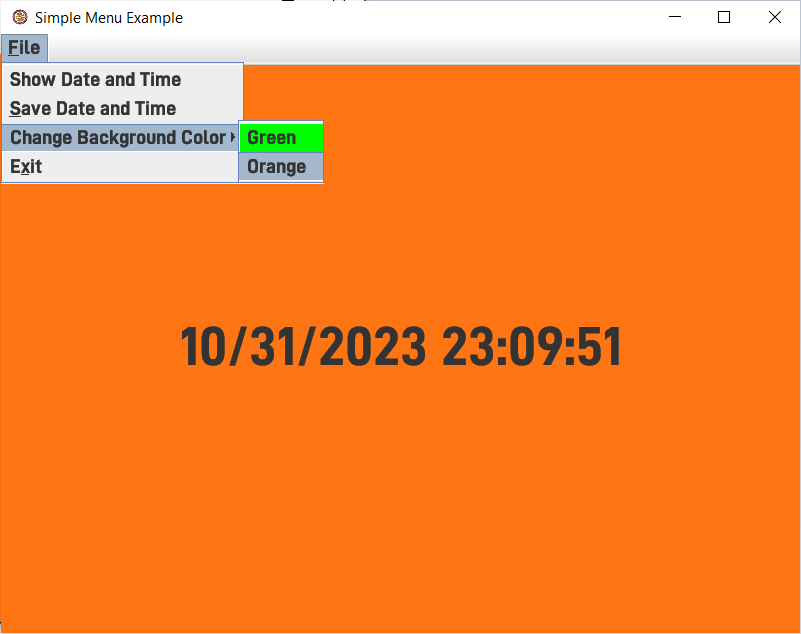 Simple Menu Example
File
Show Date and Time
Save Date and Time
Change Background Color
Exit
Green
Orange
10/31/2023 23:09:51